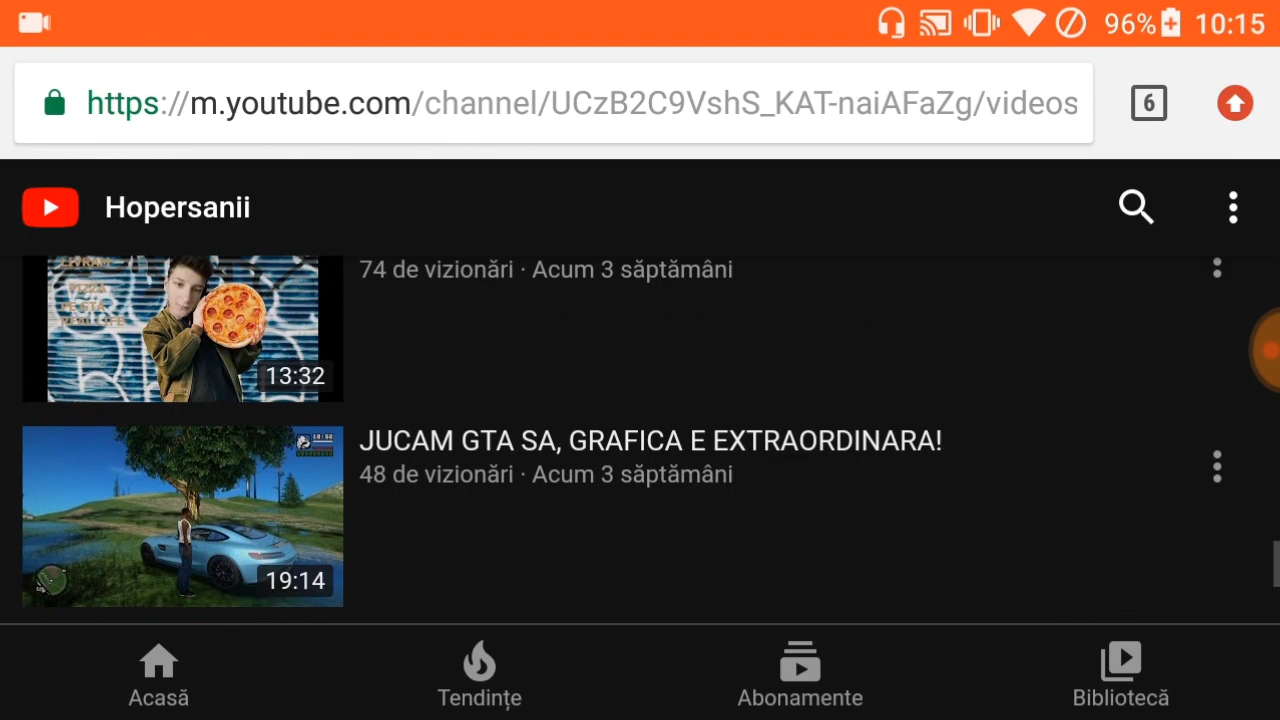 96% 10:15
https://m.youtube.com/channel/UCzB2C9VshS_KAT-naiAFaZg/videos
6
Hopersanii
PIZZA
74 de vizionări · Acum 3 săptămâni
13:32
JUCAM GTA SA, GRAFICA E EXTRAORDINARA!
48 de vizionări · Acum 3 săptămâni
19:14
Acasă
Tendințe
Abonamente
Bibliotecă